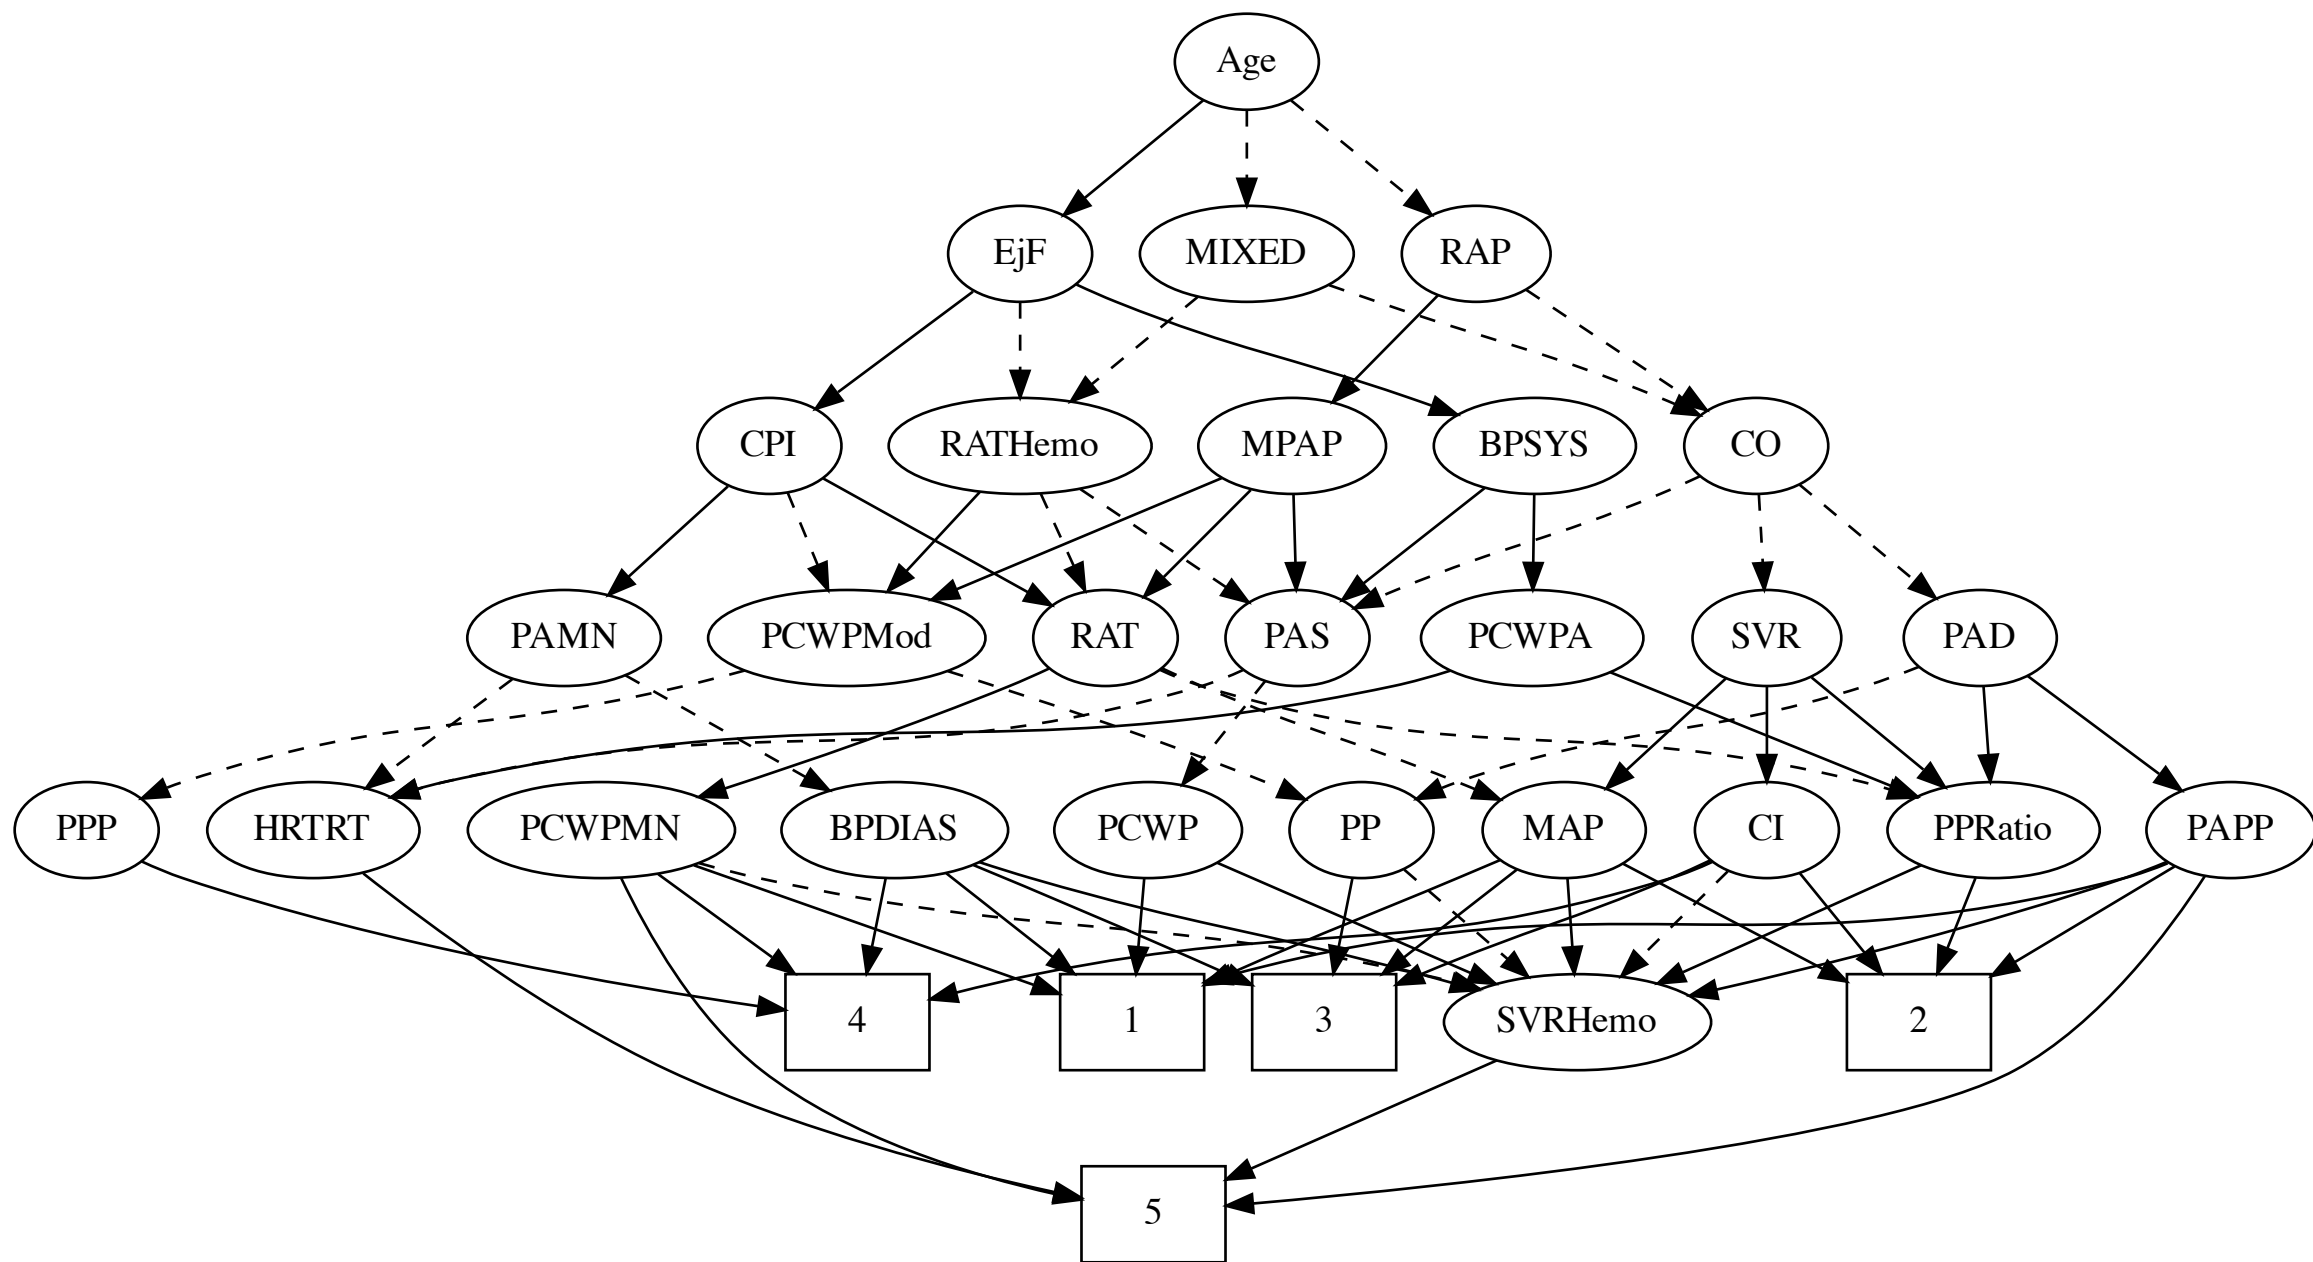 Age
EjF
MIXED
RAP
CPI
RATHemo
MPAP
BPSYS
CO
PAMN
PCWPMod
RAT
PAS
PCWPA
SVR
PAD
PPP
HRTRT
PCWPMN
BPDIAS
PCWP
PP
MAP
CI
PPRatio
PAPP
4
1
3
SVRHemo
2
5